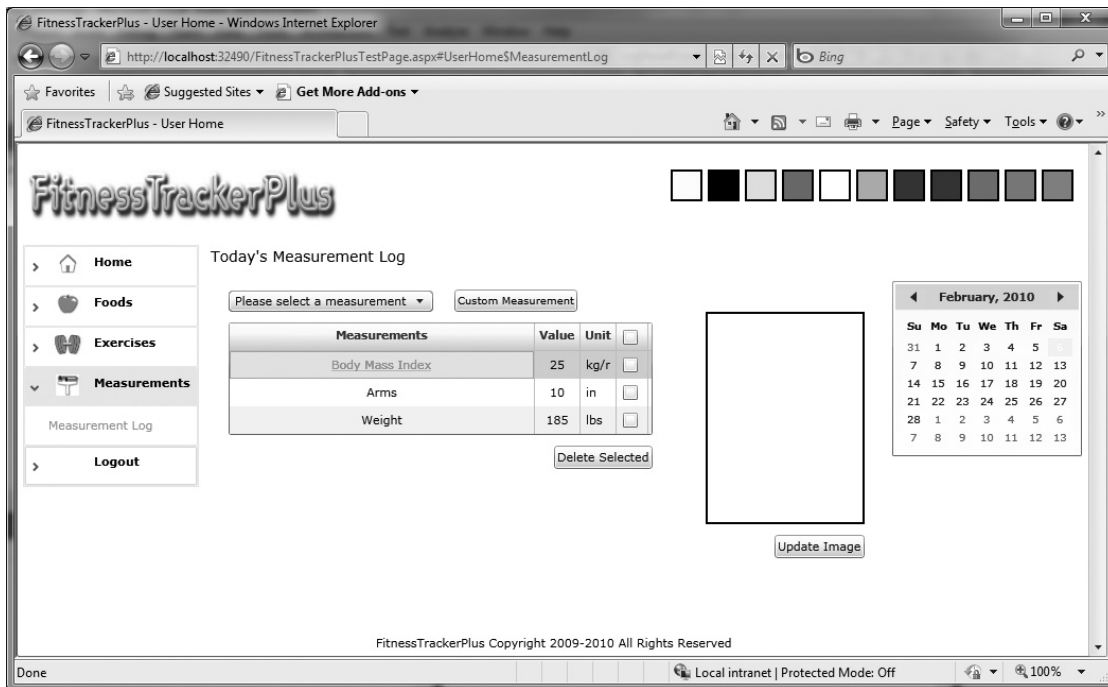 FitnessTrackerPlus - User Home - Windows Internet Explorer
http://localhost:32490/FitnessTrackerPlusTestPage.aspx#UserHome$MeasurementLog
Bing
Favorites Suggested Sites Get More Add-ons
FitnessTrackerPlus - User Home
Page Safety Tools »
FitnessTrackerPlus
Home
Foods
Exercises
Measurements
Measurement Log
Logout
Today's Measurement Log
Please select a measurement Custom Measurement
Measurements Value Unit
Body Mass Index 25 kg/r
Arms 10 in
Weight 185 lbs
Delete Selected
Update Image
February, 2010
Su Mo Tu We Th Fr Sa
31 1 2 3 4 5 6
7 8 9 10 11 12 13
14 15 16 17 18 19 20
21 22 23 24 25 26 27
28 1 2 3 4 5 6
7 8 9 10 11 12 13
FitnessTrackerPlus Copyright 2009-2010 All Rights Reserved
Done Local intranet | Protected Mode: Off 100%